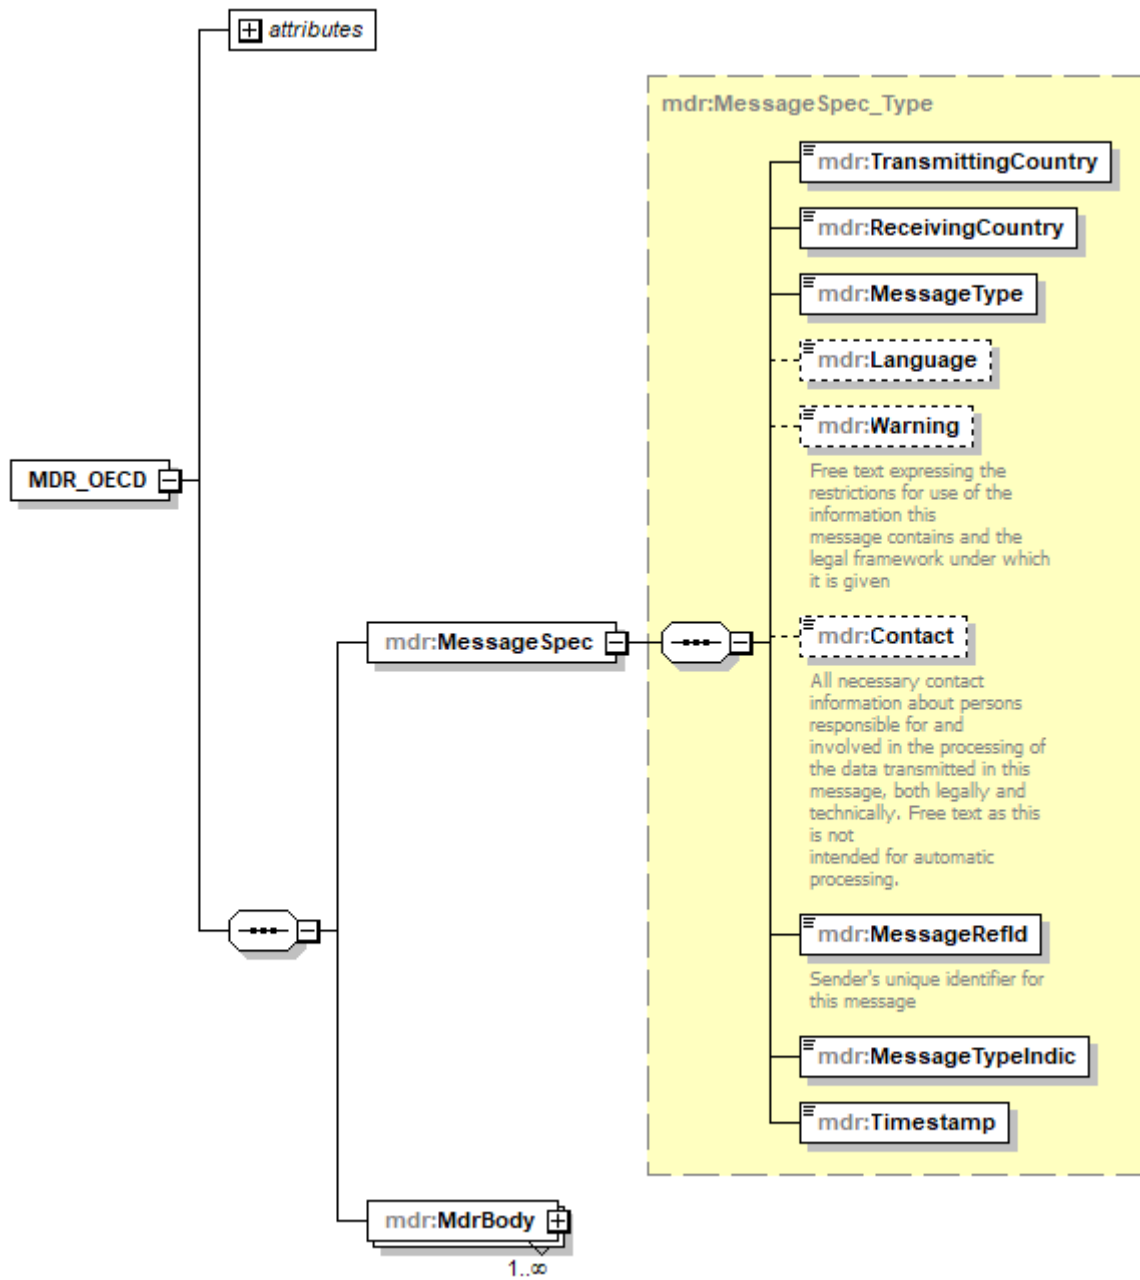 attributes
mdr:MessageSpec_Type
mdr:TransmittingCountry
mdr:ReceivingCountry
mdr:MessageType
mdr:Language
mdr:Warning
Free text expressing the
restrictions for use of the
information this
message contains and the
legal framework under which
it is given
MDR_OECD
mdr:MessageSpec
mdr:Contact
All necessary contact
information about persons
responsible for and
involved in the processing of
the data transmitted in this
message, both legally and
technically. Free text as this
is not
intended for automatic
processing.
mdr:MessageRefId
Sender's unique identifier for
this message
mdr:MessageTypeIndic
mdr:Timestamp
mdr:MdrBody
1..∞